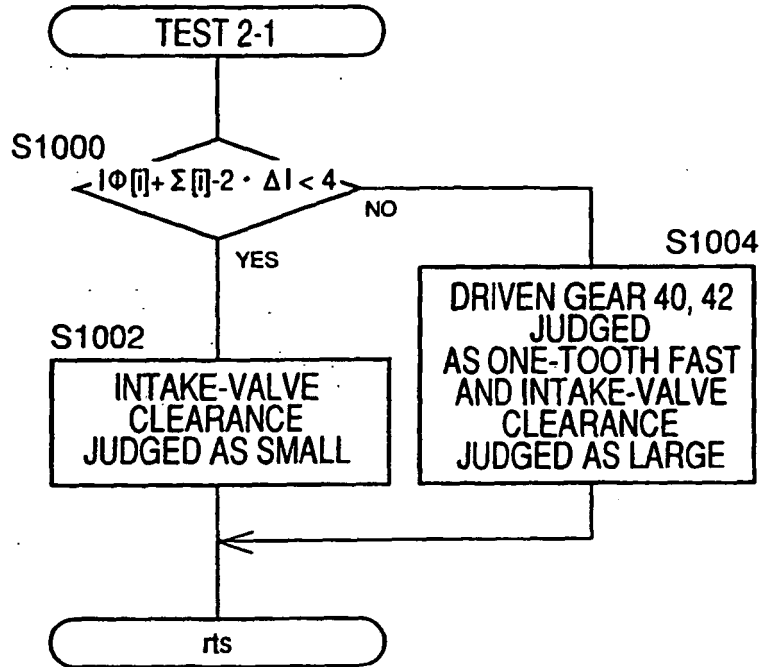 TEST 2-1
S1000
|Φ[i]+Σ[i]-2・Δ|<4
NO
YES
S1002
INTAKE-VALVE
CLEARANCE
JUDGED AS SMALL
S1004
DRIVEN GEAR 40, 42
JUDGED
AS ONE-TOOTH FAST
AND INTAKE-VALVE
CLEARANCE
JUDGED AS LARGE
rts